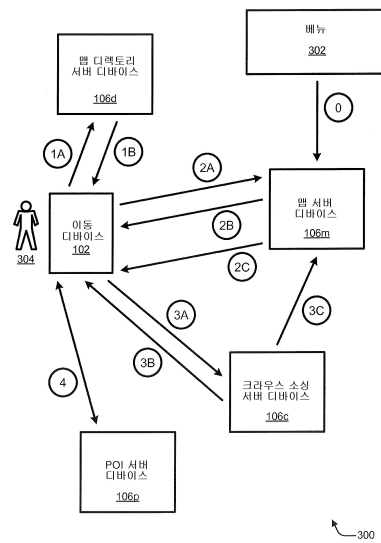 맵 디렉토리
서버 디바이스
106d
베뉴
302
0
1A
1B
2A
맵 서버
디바이스
106m
이동
디바이스
102
304
2B
2C
3A
3B
3C
크라우스 소싱
서버 디바이스
106c
4
POI 서버
디바이스
106p
300